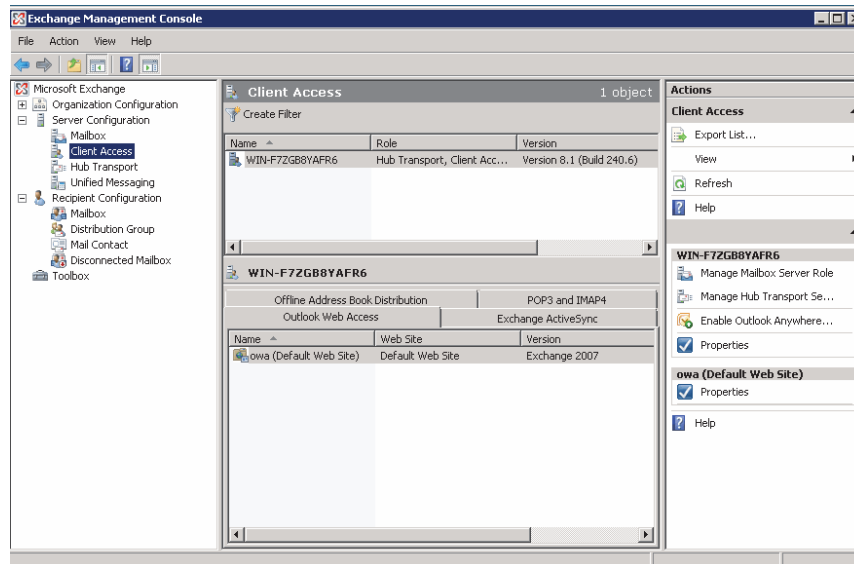 Exchange Management Console
File Action View Help
Microsoft Exchange
Organization Configuration
Server Configuration
Mailbox
Client Access
Hub Transport
Unified Messaging
Recipient Configuration
Mailbox
Distribution Group
Mail Contact
Disconnected Mailbox
Toolbox
Client Access 1 object
Create Filter
Name Role Version
WIN-F7ZGB8YAFR6 Hub Transport, Client Acc... Version 8.1 (Build 240.6)
WIN-F7ZGB8YAFR6
Offline Address Book Distribution POP3 and IMAP4
Outlook Web Access Exchange ActiveSync
Name Web Site Version
owa (Default Web Site) Default Web Site Exchange 2007
Actions
Client Access
Export List...
View
Refresh
Help
WIN-F7ZGB8YAFR6
Manage Mailbox Server Role
Manage Hub Transport Se...
Enable Outlook Anywhere...
Properties
owa (Default Web Site)
Properties
Help